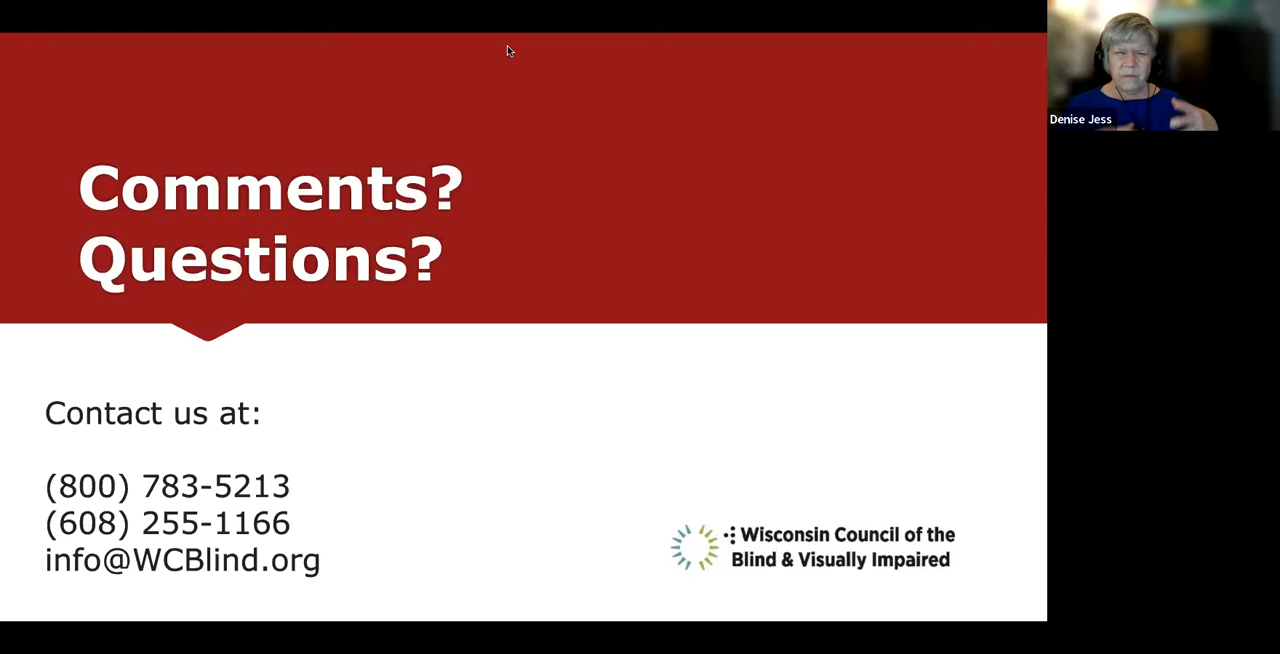 Comments?
Questions?
Contact us at:
(800) 783-5213
(608) 255-1166
info@WCBlind.org
Wisconsin Council of the
Blind & Visually Impaired
Denise Jess